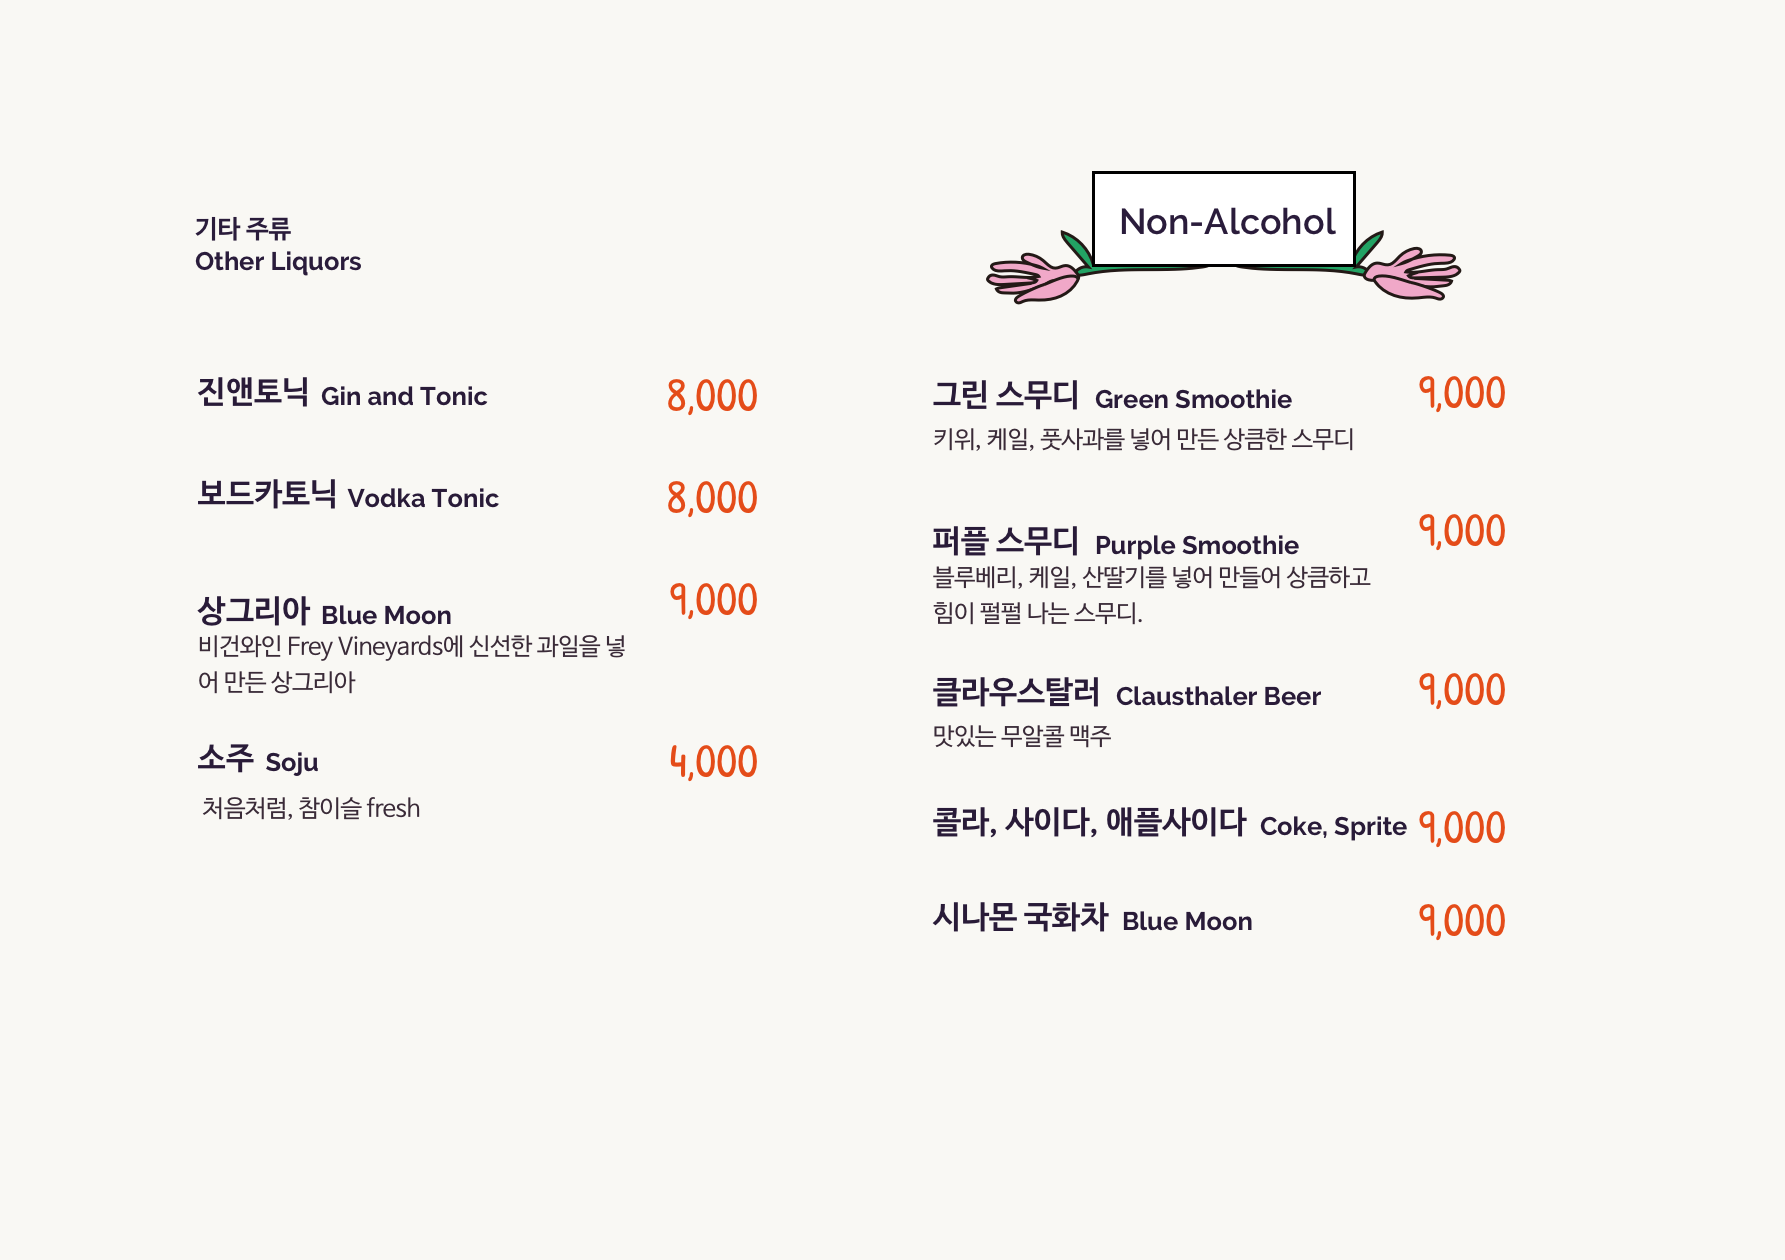 기타 주류
Other Liquors
진앤토닉 Gin and Tonic 8,000
보드카토닉 Vodka Tonic 8,000
상그리아 Blue Moon 9,000
비건와인 Frey Vineyards에 신선한 과일을 넣
어 만든 상그리아
소주 Soju 4,000
처음처럼, 참이슬 fresh
Non-Alcohol
그린 스무디 Green Smoothie 9,000
키위, 케일, 풋사과를 넣어 만든 상큼한 스무디
퍼플 스무디 Purple Smoothie 9,000
블루베리, 케일, 산딸기를 넣어 만들어 상큼하고
힘이 펄펄 나는 스무디.
클라우스탈러 Clausthaler Beer 9,000
맛있는 무알콜 맥주
콜라, 사이다, 애플사이다 Coke, Sprite 9,000
시나몬 국화차 Blue Moon 9,000